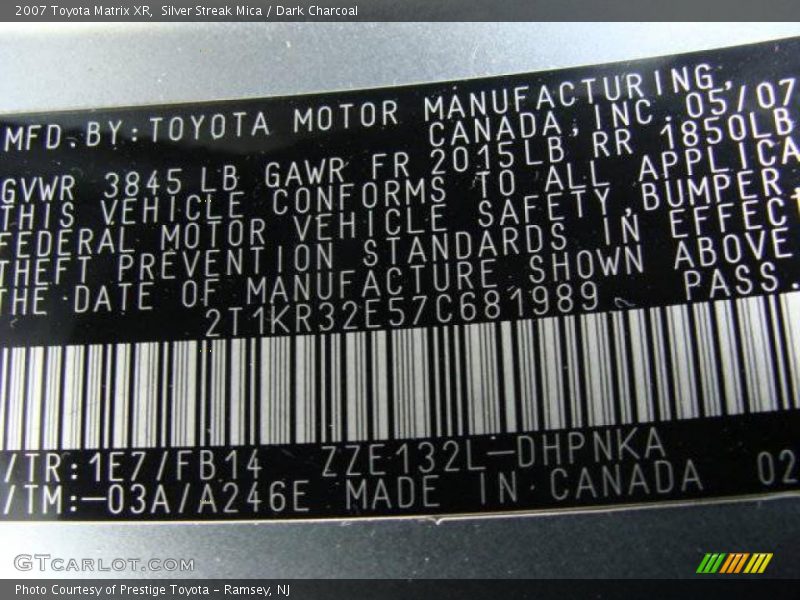 2007 Toyota Matrix XR, Silver Streak Mica / Dark Charcoal
MFD.BY:TOYOTA MOTOR MANUFACTURING
CANADA,INC.05/07
GVWR 3845LB GAWR FR 2015LB RR 1850LB
THIS VEHICLE CONFORMS TO ALL APPLICA
FEDERAL MOTOR VEHICLE SAFETY,BUMPER
THEFT PREVENTION STANDARDS IN EFFECT
THE DATE OF MANUFACTURE SHOWN ABOVE
2T1KR32E57C681989 PASS.
/TR:1E7/FB14 ZZE132L-DHPNKA
/TM:-03A/A246E MADE IN CANADA 02
GTCarLot.com
Photo Courtesy of Prestige Toyota - Ramsey, NJ